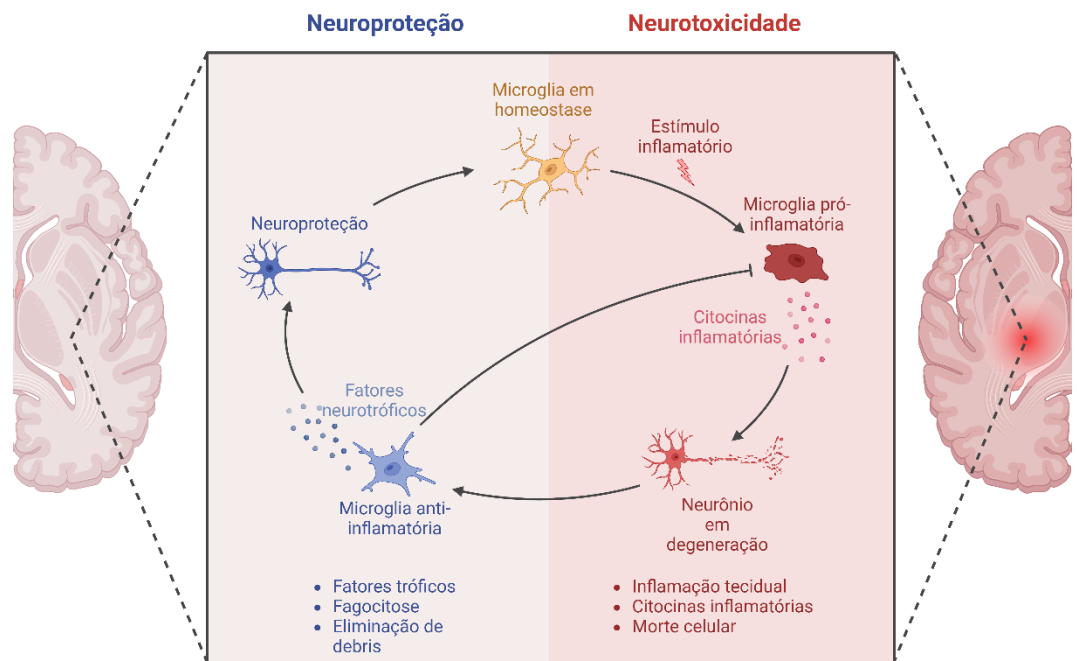 Neuroproteção
Neurotoxicidade
Microglia em
homeostase
Estímulo
inflamatório
Microglia pró-
inflamatória
Neuroproteção
Citocinas
inflamatórias
Fatores
neurotróficos
Microglia anti-
inflamatória
Neurônio
em
degeneração
• Fatores tróficos
• Fagocitose
• Eliminação de
debris
• Inflamação tecidual
• Citocinas inflamatórias
• Morte celular